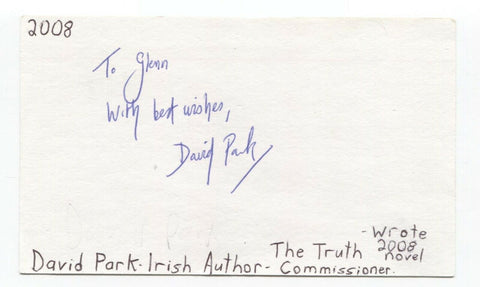 2008
To Glenn
With best wishes,
David Park
- Wrote
The Truth 2008 novel
David Park - Irish Author - Commissioner.